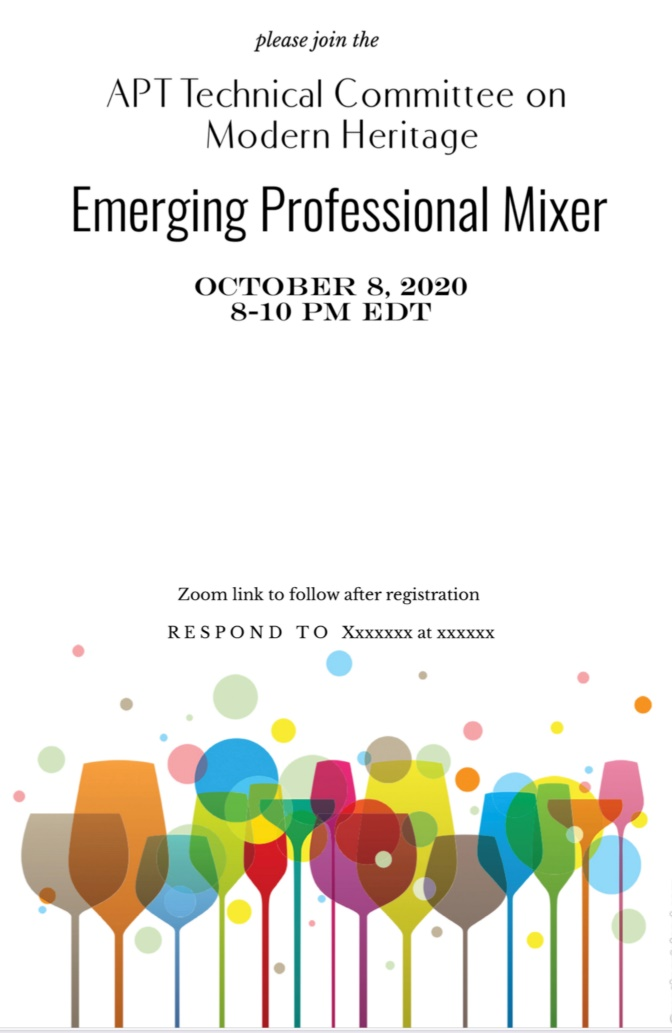 please join the
APT Technical Committee on
Modern Heritage
Emerging Professional Mixer
OCTOBER 8, 2020
8-10 PM EDT
Zoom link to follow after registration
RESPOND TO Xxxxxxx at xxxxxx